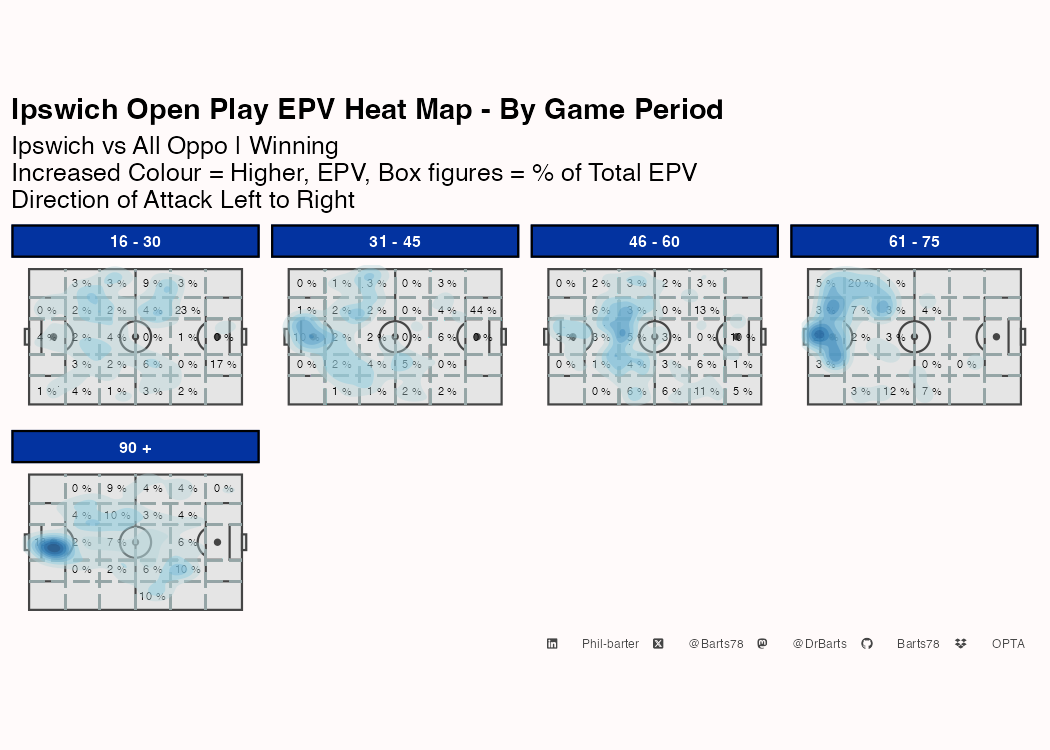 Ipswich Open Play EPV Heat Map - By Game Period
Ipswich vs All Oppo | Winning
Increased Colour = Higher, EPV, Box figures = % of Total EPV
Direction of Attack Left to Right
16 - 30
3 % 3 % 9 % 3 %
0 % 2 % 2 % 4 % 23 %
2 % 4 % 0 % 1 %
3 % 2 % 6 % 0 % 17 %
1 % 4 % 1 % 3 % 2 %
31 - 45
0 % 1 % 3 % 0 % 3 %
1 % 2 % 0 % 4 % 44 %
2 % 2 % 0 % 6 %
0 % 2 % 4 % 5 % 0 %
1 % 1 % 2 % 2 %
46 - 60
0 % 2 % 3 % 2 % 3 %
6 % 3 % 0 % 13 %
3 % 5 % 3 % 0 %
0 % 1 % 4 % 3 % 6 % 1 %
0 % 6 % 6 % 11 % 5 %
61 - 75
5 % 20 % 1 %
7 % 3 % 4 %
2 % 3 %
0 % 0 %
3 % 12 % 7 %
90 +
0 % 9 % 4 % 4 % 0 %
4 % 10 % 3 % 4 %
2 % 7 % 6 %
0 % 2 % 6 % 10 %
10 %
Phil-barter @Barts78 @DrBarts Barts78 OPTA